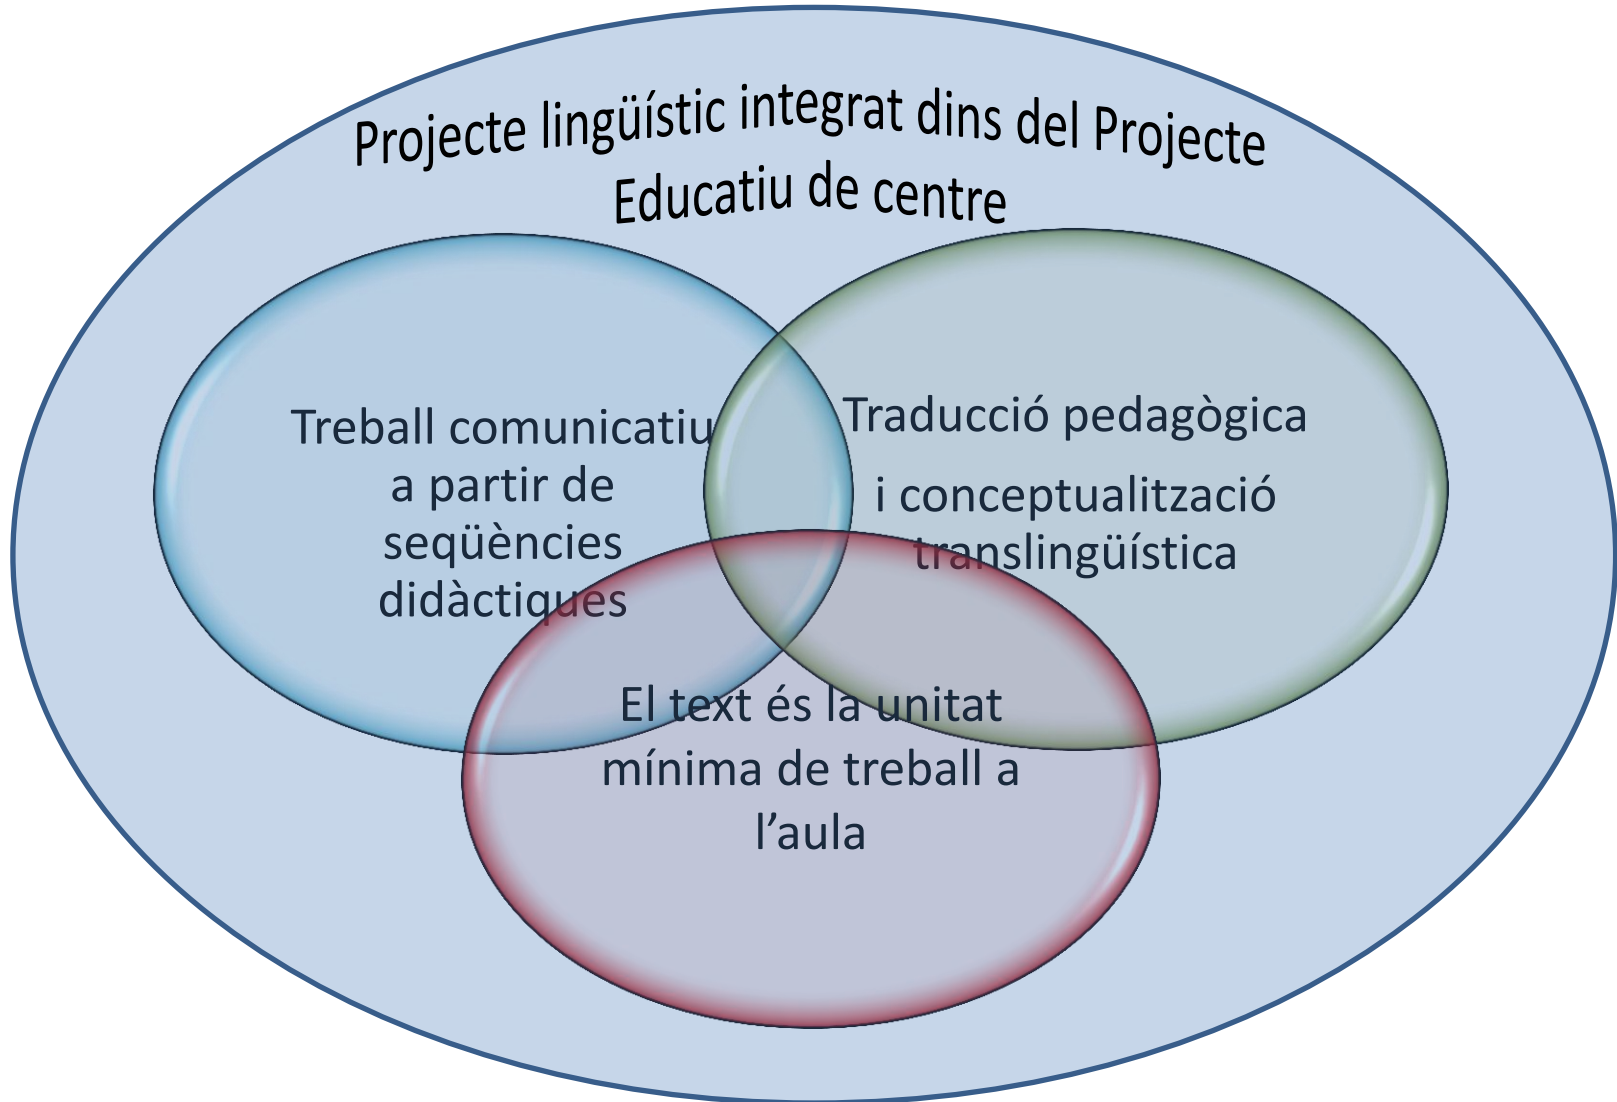 Projecte lingüístic integrat dins del Projecte
Educatiu de centre
Treball comunicatiu
a partir de
seqüències
didàctiques
Traducció pedagògica
i conceptualització
translingüística
El text és la unitat
mínima de treball a
l’aula